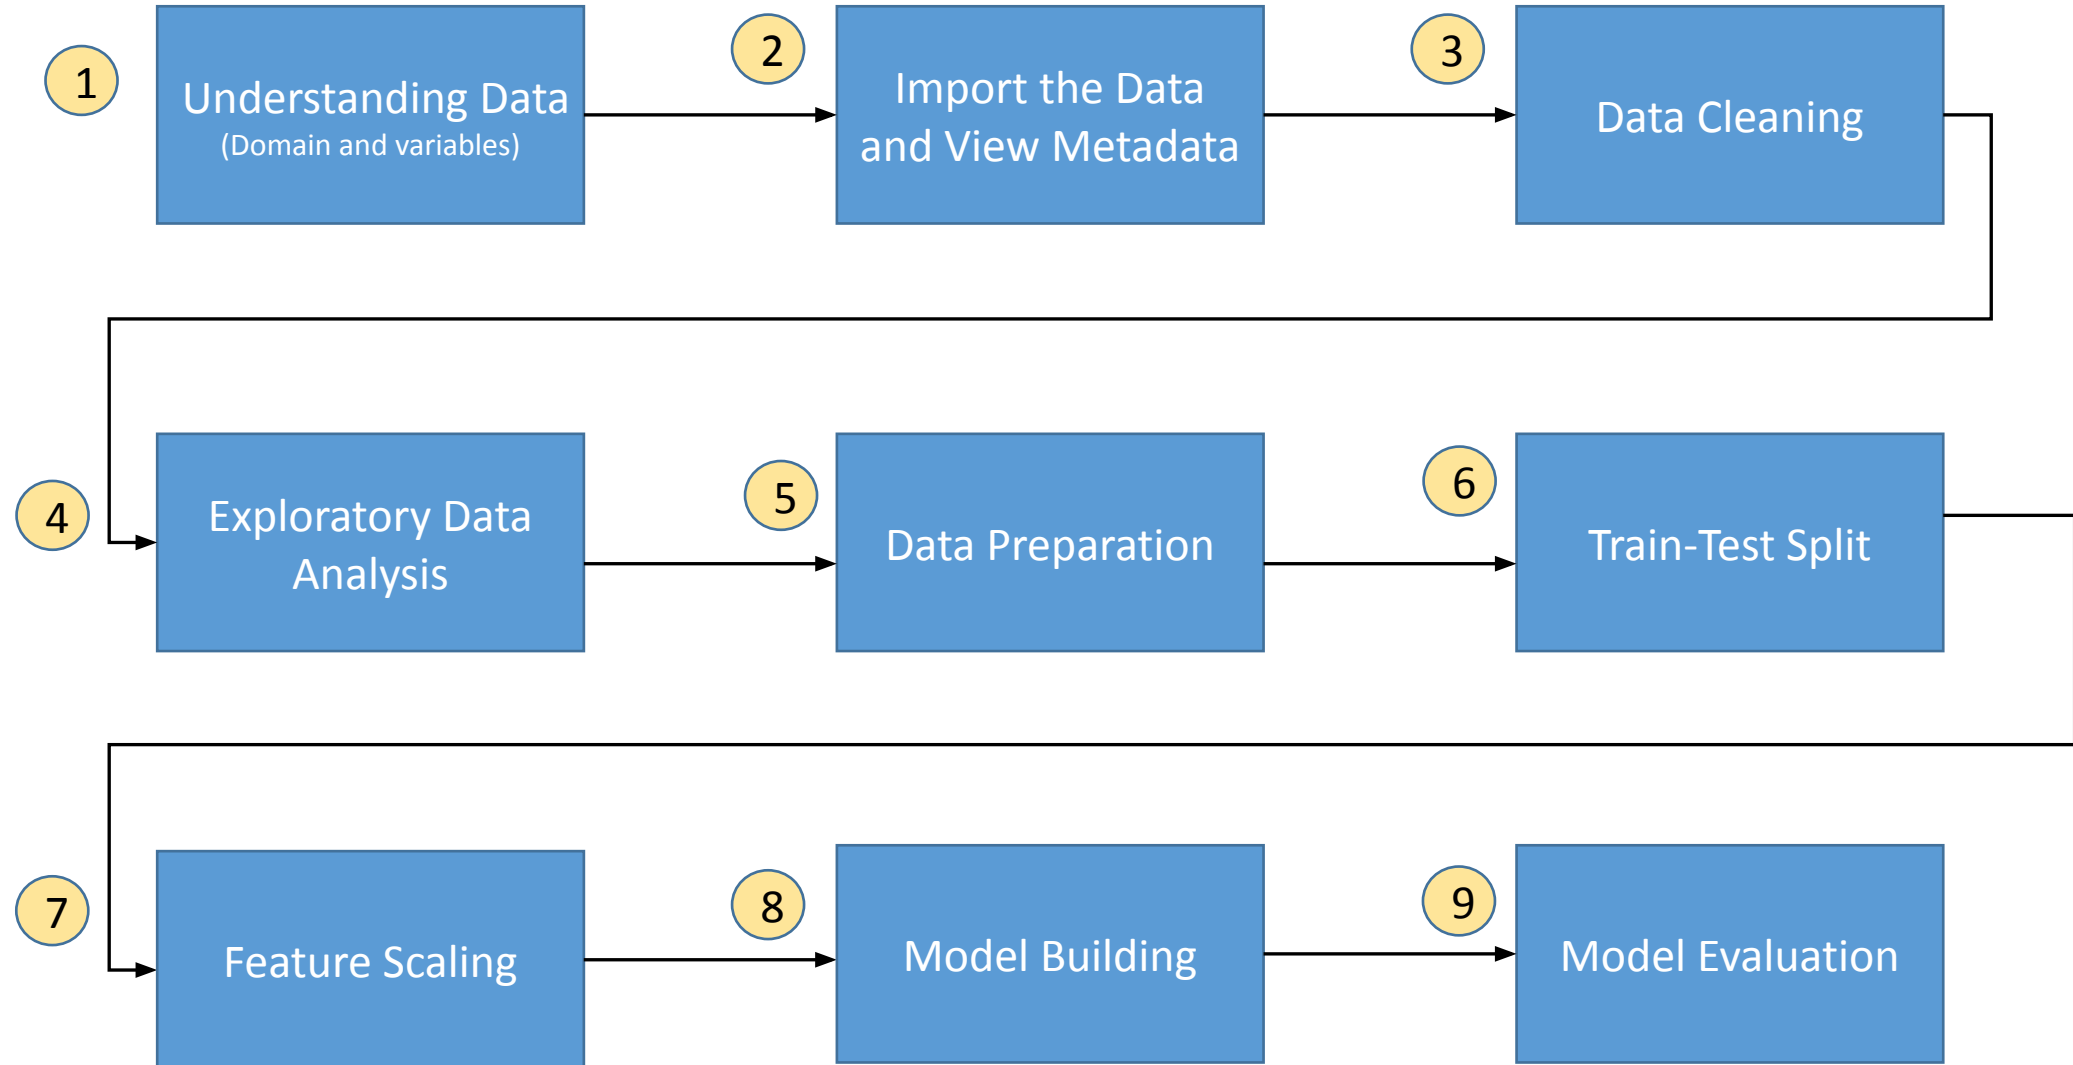 1
Understanding Data
(Domain and variables)
2
Import the Data
and View Metadata
3
Data Cleaning
4
Exploratory Data
Analysis
5
Data Preparation
6
Train-Test Split
7
Feature Scaling
8
Model Building
9
Model Evaluation